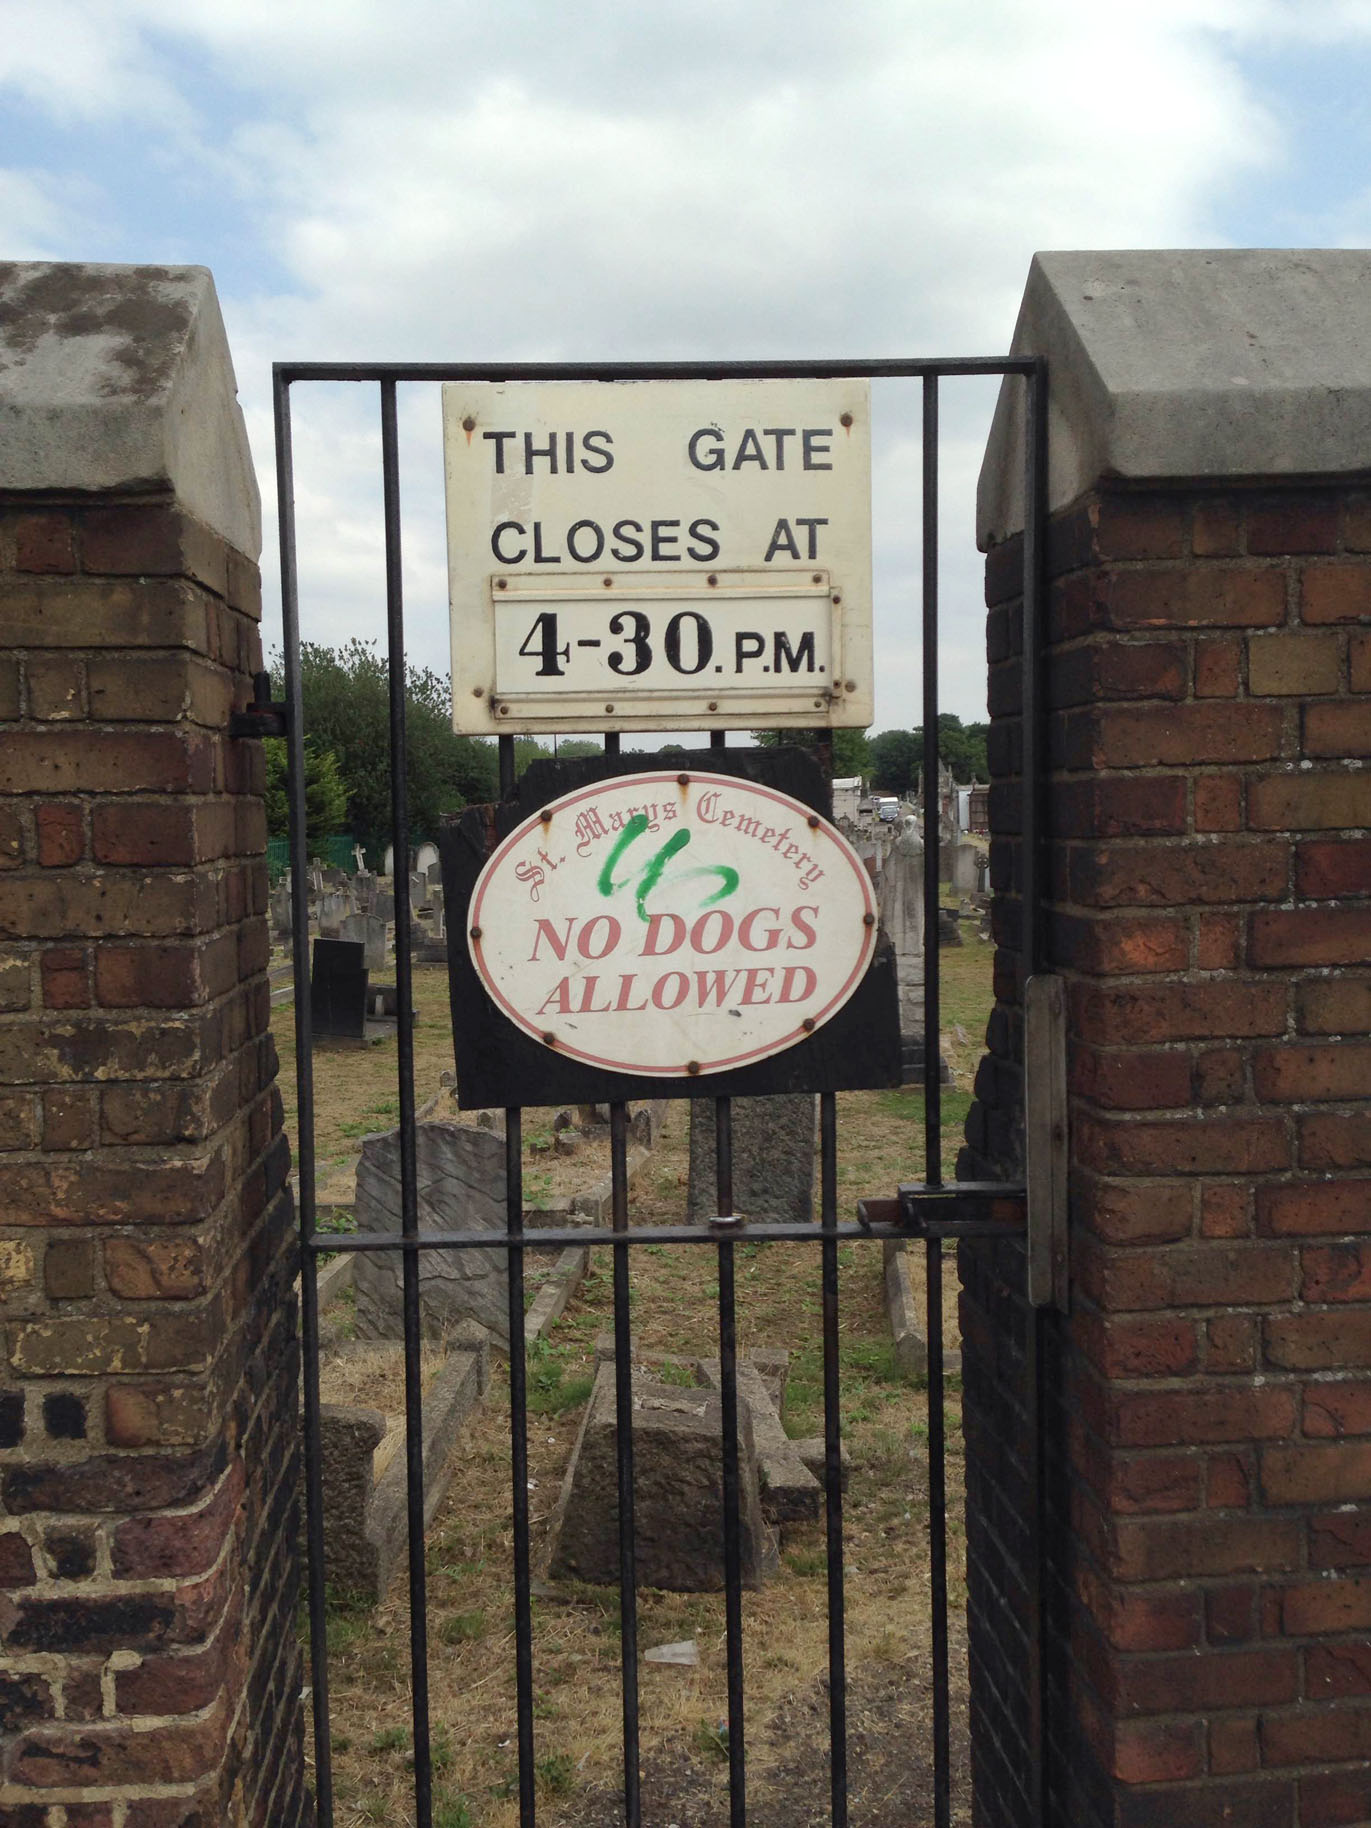 THIS GATE
CLOSES AT
4-30. P.M.
St. Marys Cemetery
NO DOGS
ALLOWED